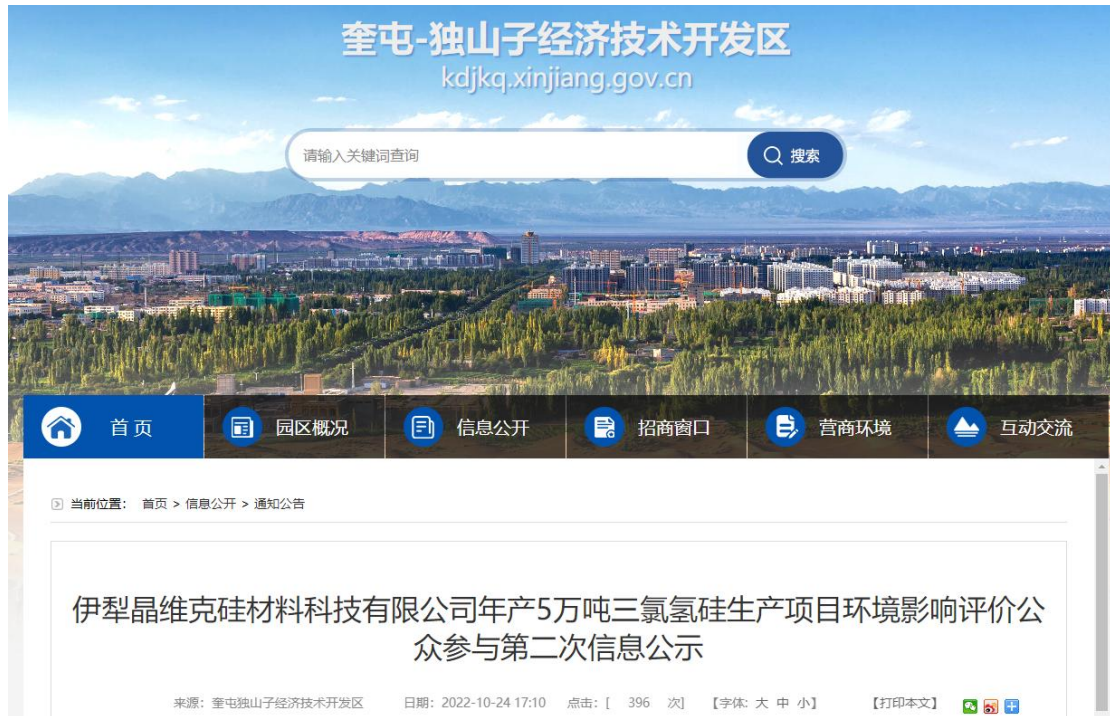 奎屯-独山子经济技术开发区
kdjkq.xinjiang.gov.cn
请输入关键词查询
搜索
首页 园区概况 信息公开 招商窗口 营商环境 互动交流
当前位置： 首页 > 信息公开 > 通知公告
伊犁晶维克硅材料科技有限公司年产5万吨三氯氢硅生产项目环境影响评价公
众参与第二次信息公示
来源：奎屯独山子经济技术开发区 日期：2022-10-24 17:10 点击：[ 396 次] 【字体: 大 中 小】 【打印本文】